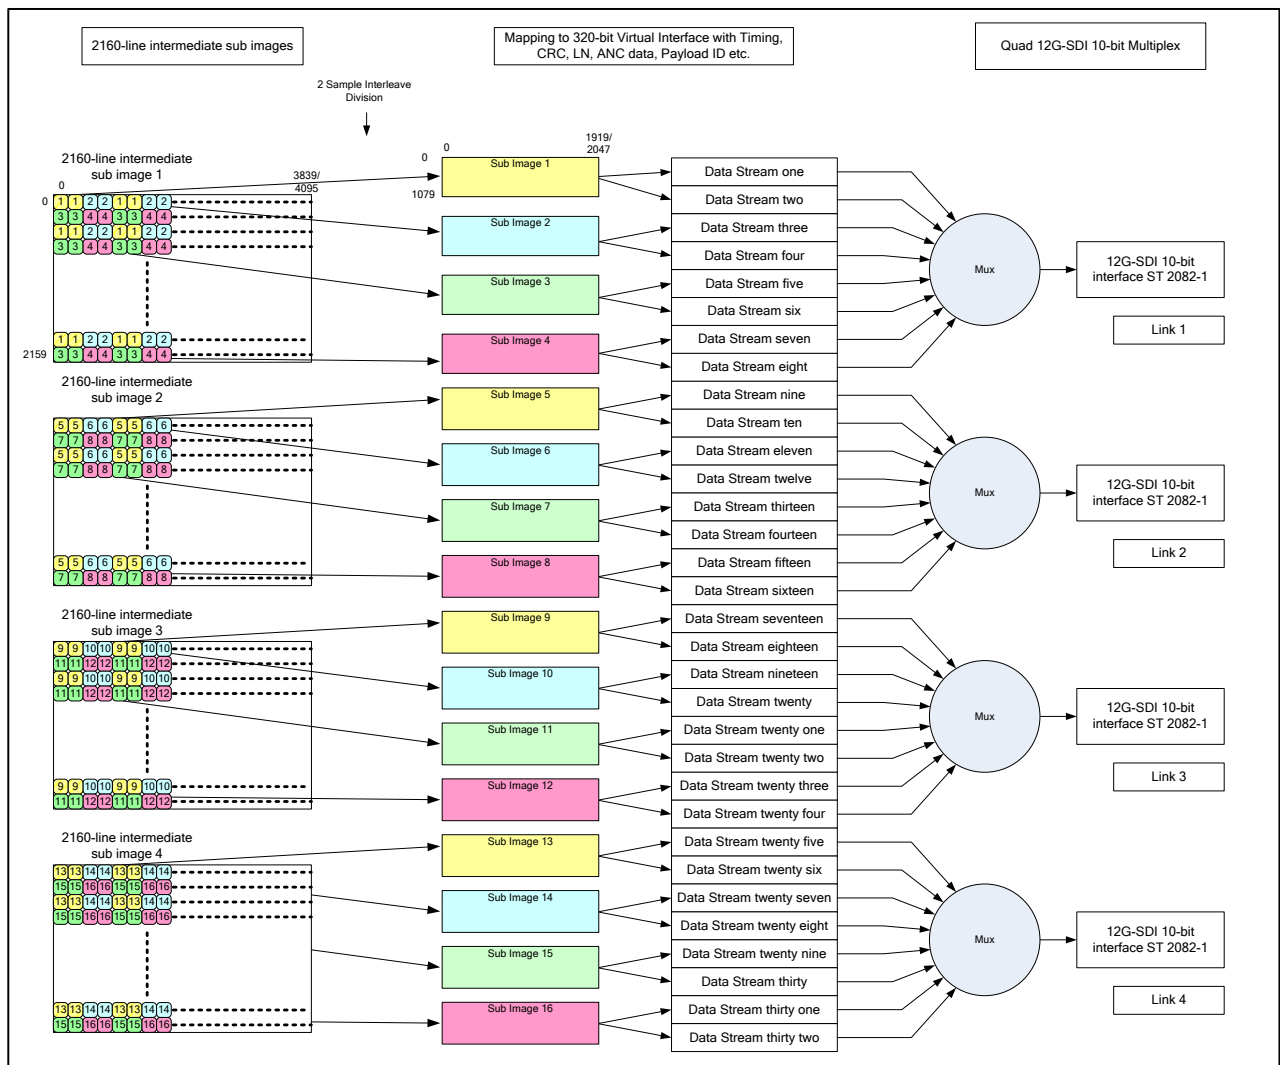 2160-line intermediate sub images
Mapping to 320-bit Virtual Interface with Timing,
CRC, LN, ANC data, Payload ID etc.
Quad 12G-SDI 10-bit Multiplex
2 Sample Interleave
Division
2160-line intermediate
sub image 1
0
3839/
4095
0
1 1 2 2 1 1 2 2
3 3 4 4 3 3 4 4
1 1 2 2 1 1 2 2
3 3 4 4 3 3 4 4
1 1 2 2 1 1 2 2
2159
3 3 4 4 3 3 4 4
2160-line intermediate
sub image 2
5 5 6 6 5 5 6 6
7 7 8 8 7 7 8 8
5 5 6 6 5 5 6 6
7 7 8 8 7 7 8 8
5 5 6 6 5 5 6 6
7 7 8 8 7 7 8 8
2160-line intermediate
sub image 3
9 9 10 10 9 9 10 10
11 11 12 12 11 11 12 12
9 9 10 10 9 9 10 10
11 11 12 12 11 11 12 12
9 9 10 10 9 9 10 10
11 11 12 12 11 11 12 12
2160-line intermediate
sub image 4
13 13 14 14 13 13 14 14
15 15 16 16 15 15 16 16
13 13 14 14 13 13 14 14
15 15 16 16 15 15 16 16
13 13 14 14 13 13 14 14
15 15 16 16 15 15 16 16
0
1919/
2047
0
1079
Sub Image 1
Sub Image 2
Sub Image 3
Sub Image 4
Sub Image 5
Sub Image 6
Sub Image 7
Sub Image 8
Sub Image 9
Sub Image 10
Sub Image 11
Sub Image 12
Sub Image 13
Sub Image 14
Sub Image 15
Sub Image 16
Data Stream one
Data Stream two
Data Stream three
Data Stream four
Data Stream five
Data Stream six
Data Stream seven
Data Stream eight
Data Stream nine
Data Stream ten
Data Stream eleven
Data Stream twelve
Data Stream thirteen
Data Stream fourteen
Data Stream fifteen
Data Stream sixteen
Data Stream seventeen
Data Stream eighteen
Data Stream nineteen
Data Stream twenty
Data Stream twenty one
Data Stream twenty two
Data Stream twenty three
Data Stream twenty four
Data Stream twenty five
Data Stream twenty six
Data Stream twenty seven
Data Stream twenty eight
Data Stream twenty nine
Data Stream thirty
Data Stream thirty one
Data Stream thirty two
Mux
12G-SDI 10-bit
interface ST 2082-1
Link 1
Mux
12G-SDI 10-bit
interface ST 2082-1
Link 2
Mux
12G-SDI 10-bit
interface ST 2082-1
Link 3
Mux
12G-SDI 10-bit
interface ST 2082-1
Link 4